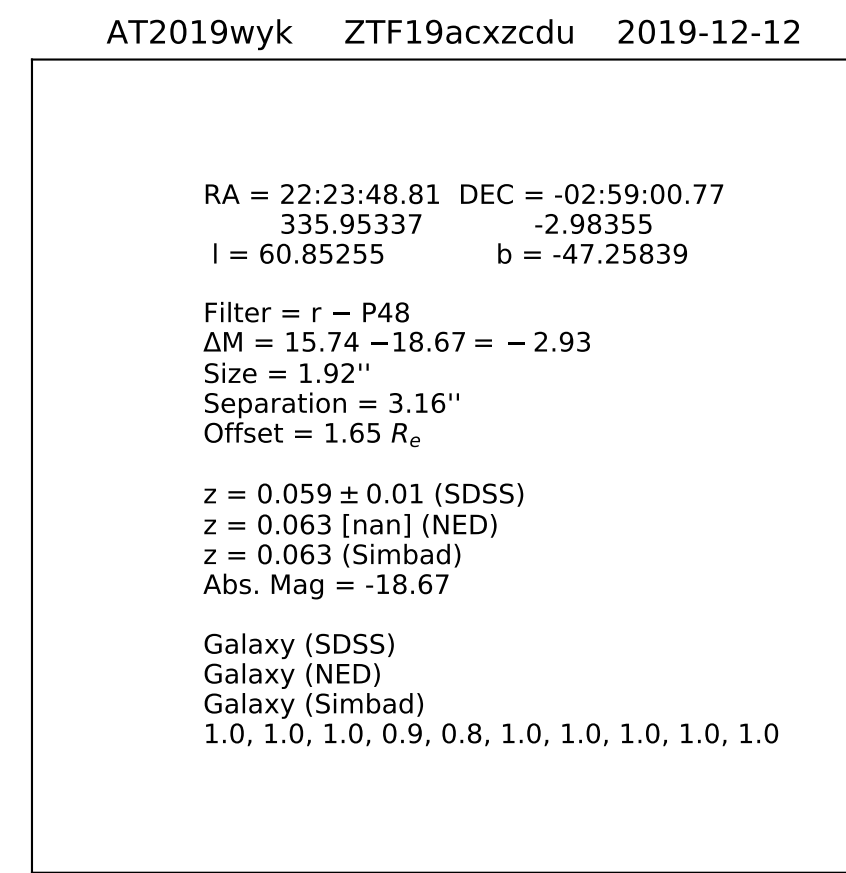 AT2019wyk ZTF19acxzcdu 2019-12-12
RA = 22:23:48.81 DEC = -02:59:00.77
335.95337 -2.98355
l = 60.85255 b = -47.25839
Filter = r − P48
ΔM = 15.74 −18.67 = − 2.93
Size = 1.92''
Separation = 3.16''
Offset = 1.65 Rₑ
z = 0.059 ± 0.01 (SDSS)
z = 0.063 [nan] (NED)
z = 0.063 (Simbad)
Abs. Mag = -18.67
Galaxy (SDSS)
Galaxy (NED)
Galaxy (Simbad)
1.0, 1.0, 1.0, 0.9, 0.8, 1.0, 1.0, 1.0, 1.0, 1.0